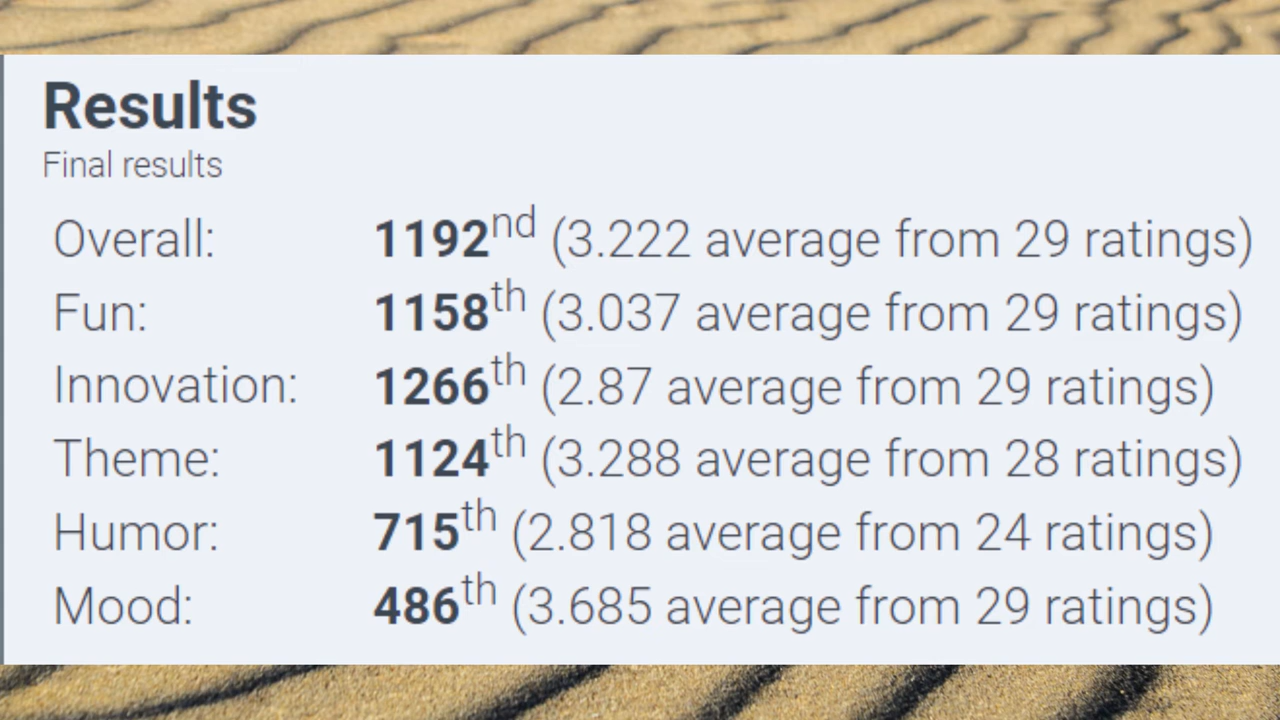 Results
Final results
Overall: 1192nd (3.222 average from 29 ratings)
Fun: 1158th (3.037 average from 29 ratings)
Innovation: 1266th (2.87 average from 29 ratings)
Theme: 1124th (3.288 average from 28 ratings)
Humor: 715th (2.818 average from 24 ratings)
Mood: 486th (3.685 average from 29 ratings)